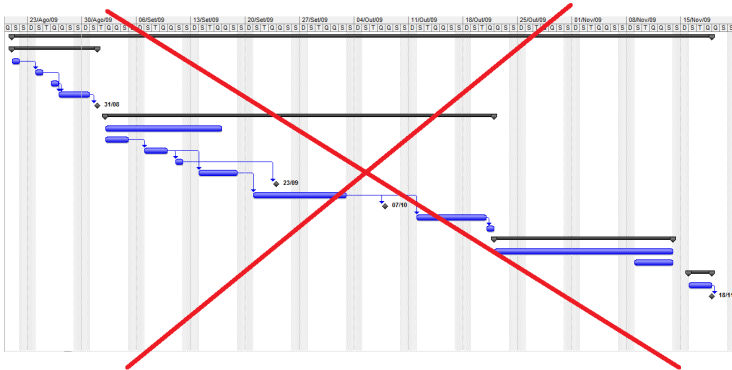 23/Ago/09 30/Ago/09 06/Set/09 13/Set/09 20/Set/09 27/Set/09 04/Out/09 11/Out/09 18/Out/09 25/Out/09 01/Nov/09 08/Nov/09 15/Nov/09
Q S S D S T Q Q S S D S T Q Q S S D S T Q Q S S D S T Q Q S S D S T Q Q S S D S T Q Q S S D S T Q Q S S D S T Q Q S S D S T Q Q S S D S T Q Q S S D S T Q Q S S D S T Q Q S S D S T Q Q S S
31/08
23/09
07/10
18/11